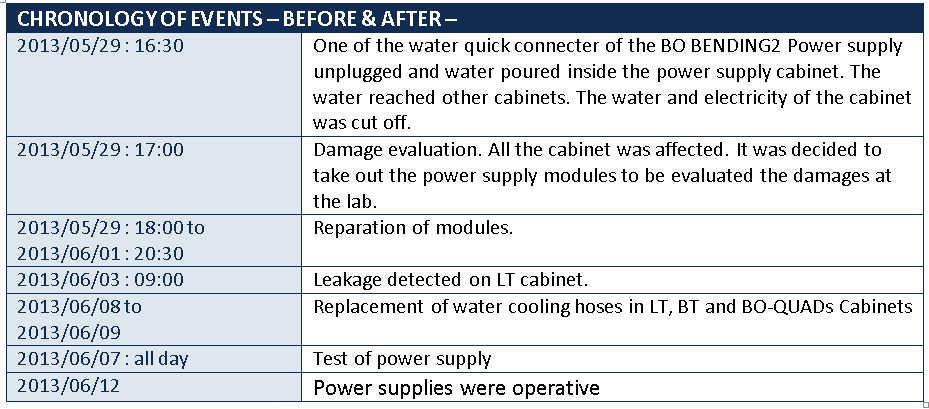 CHRONOLOGY OF EVENTS – BEFORE & AFTER –
2013/05/29 : 16:30
One of the water quick connecter of the BO BENDING2 Power supply
unplugged and water poured inside the power supply cabinet. The
water reached other cabinets. The water and electricity of the cabinet
was cut off.
2013/05/29 : 17:00
Damage evaluation. All the cabinet was affected. It was decided to
take out the power supply modules to be evaluated the damages at
the lab.
2013/05/29 : 18:00 to
2013/06/01 : 20:30
Reparation of modules.
2013/06/03 : 09:00
Leakage detected on LT cabinet.
2013/06/08 to
2013/06/09
Replacement of water cooling hoses in LT, BT and BO-QUADs Cabinets
2013/06/07 : all day
Test of power supply
2013/06/12
Power supplies were operative